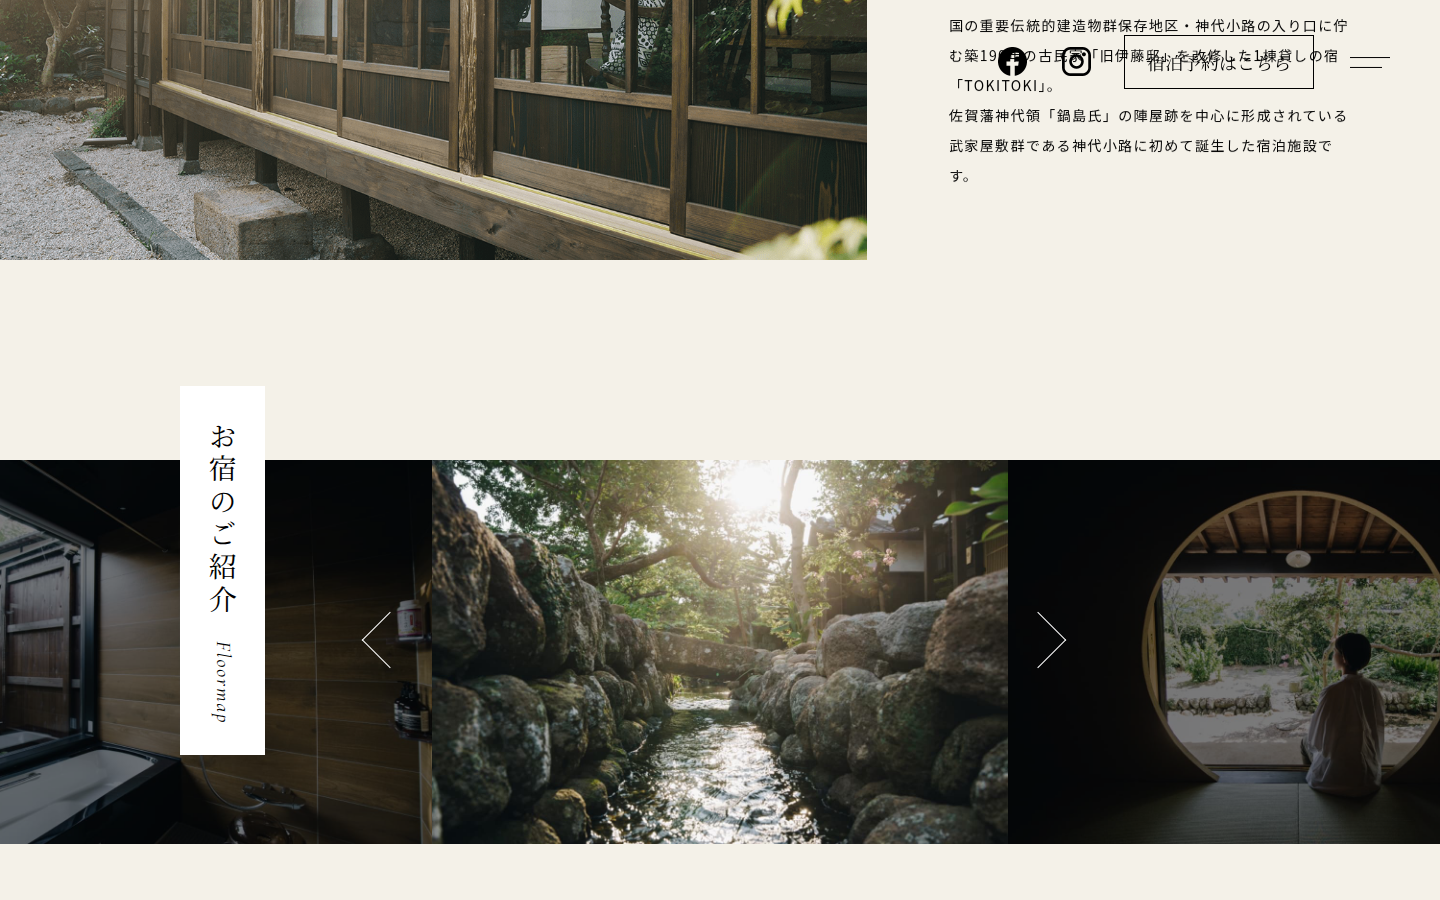 国の重要伝統的建造物群保存地区・神代小路の入り口に佇
む築19
の古民家「旧伊藤邸」を改修した1棟貸しの宿
宿泊予約はこちら
「TOKITOKI」。
佐賀藩神代領「鍋島氏」の陣屋跡を中心に形成されている
武家屋敷群である神代小路に初めて誕生した宿泊施設で
す。
お宿のご紹介
Floormap